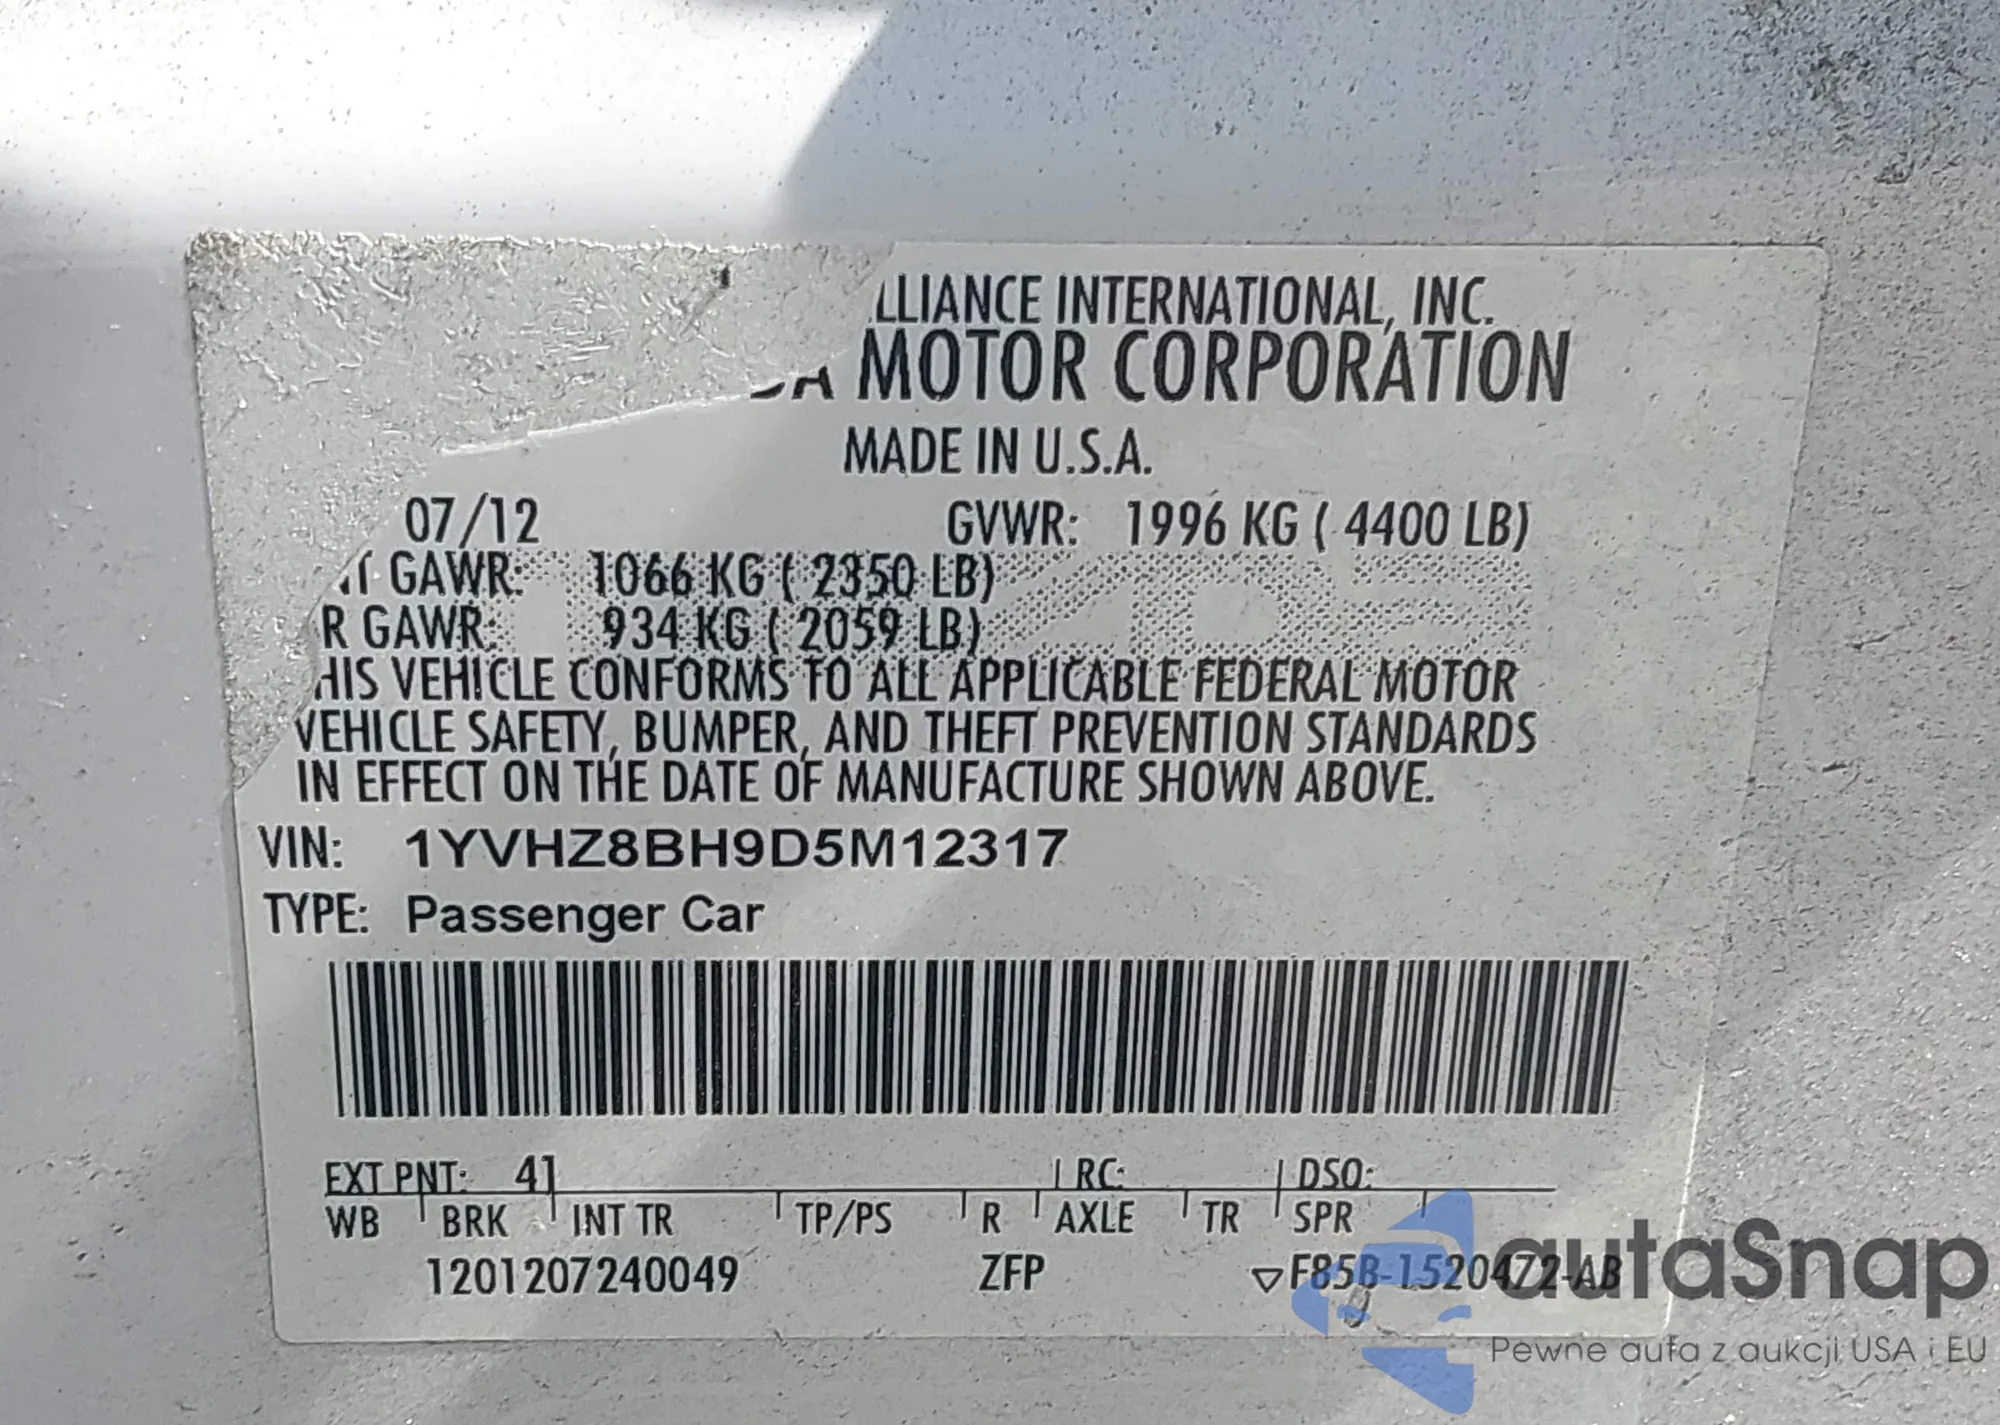 LLIANCE INTERNATIONAL, INC.
DA MOTOR CORPORATION
MADE IN U.S.A.
07/12 GVWR: 1996 KG ( 4400 LB)
NT GAWR: 1066 KG ( 2350 LB)
R GAWR: 934 KG ( 2059 LB)
HIS VEHICLE CONFORMS TO ALL APPLICABLE FEDERAL MOTOR
VEHICLE SAFETY, BUMPER, AND THEFT PREVENTION STANDARDS
IN EFFECT ON THE DATE OF MANUFACTURE SHOWN ABOVE.
VIN: 1YVHZ8BH9D5M12317
TYPE: Passenger Car
EXT PNT: 41 RC: DSO:
WB BRK INT TR TP/PS R AXLE TR SPR
1201207240049 ZFP ▽F85B-1520472-AB
autaSnap
Pewne auta z aukcji USA i EU